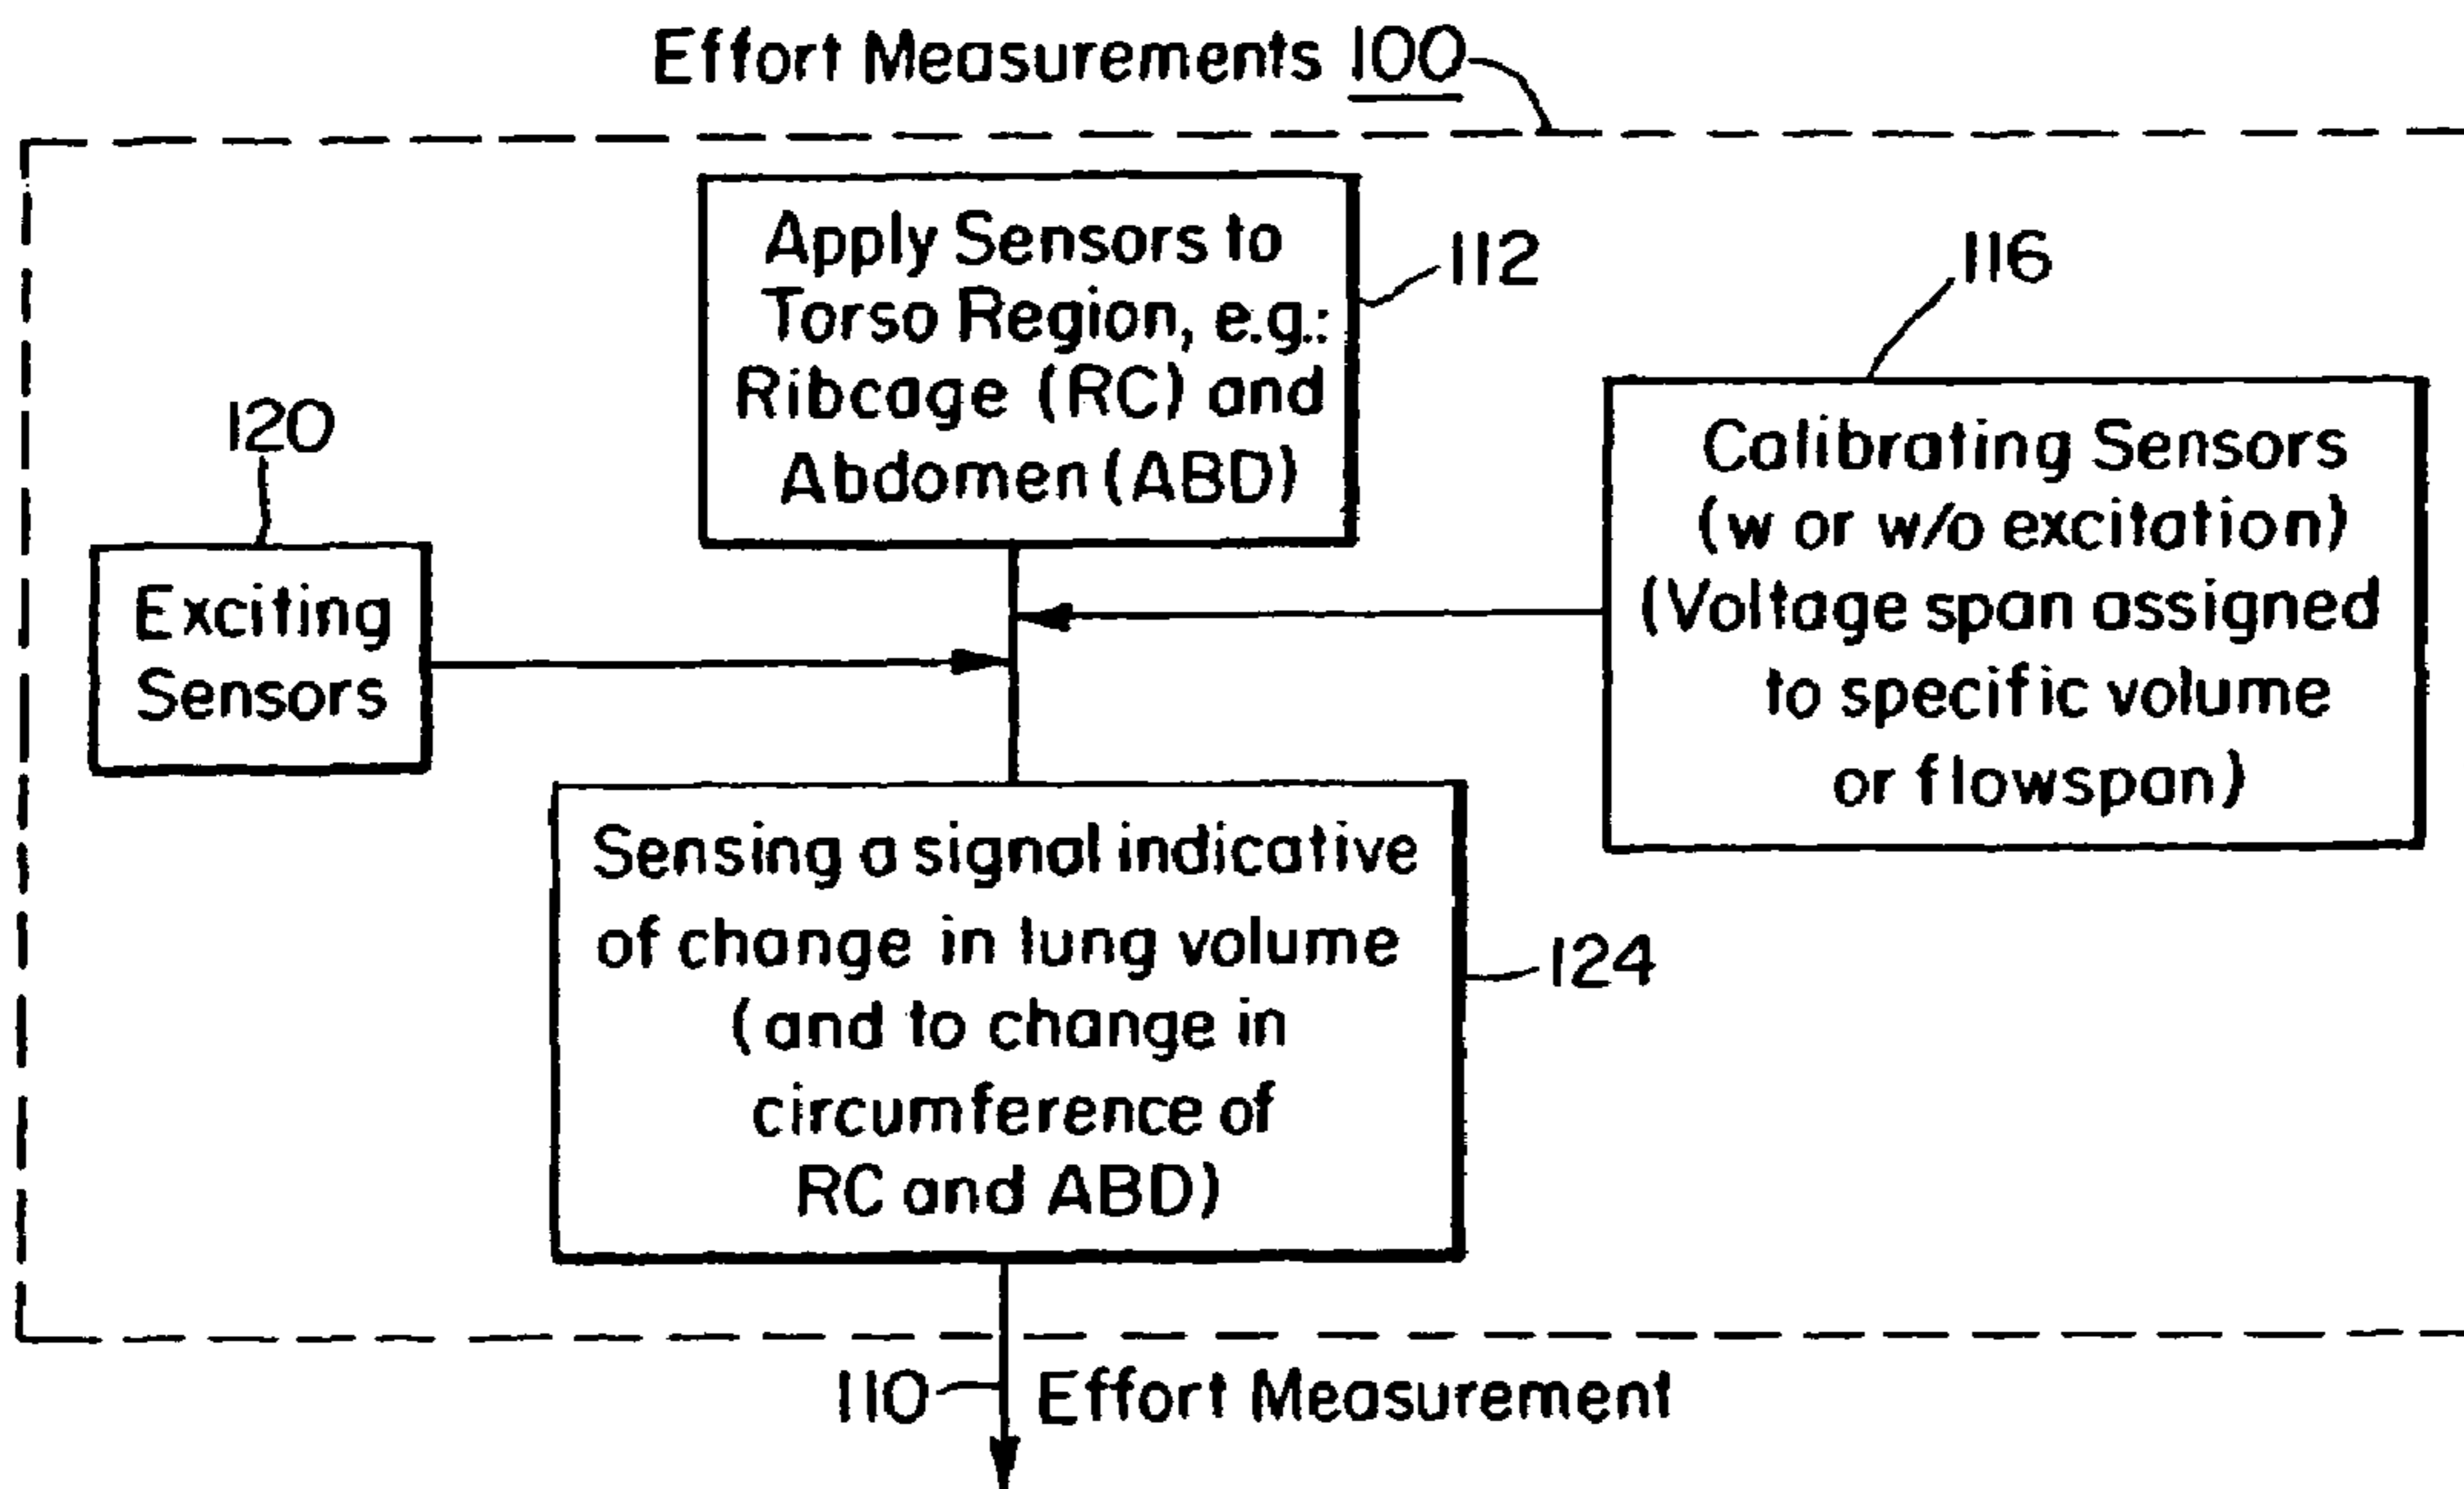 Effort Measurements 100
Apply Sensors to
Torso Region, e.g.:
Ribcage (RC) and
Abdomen (ABD)
112
116
120
Exciting
Sensors
Calibrating Sensors
(w or w/o excitation)
(Voltage span assigned
to specific volume
or flowspan)
Sensing a signal indicative
of change in lung volume
(and to change in
circumference of
RC and ABD)
124
110
Effort Measurement